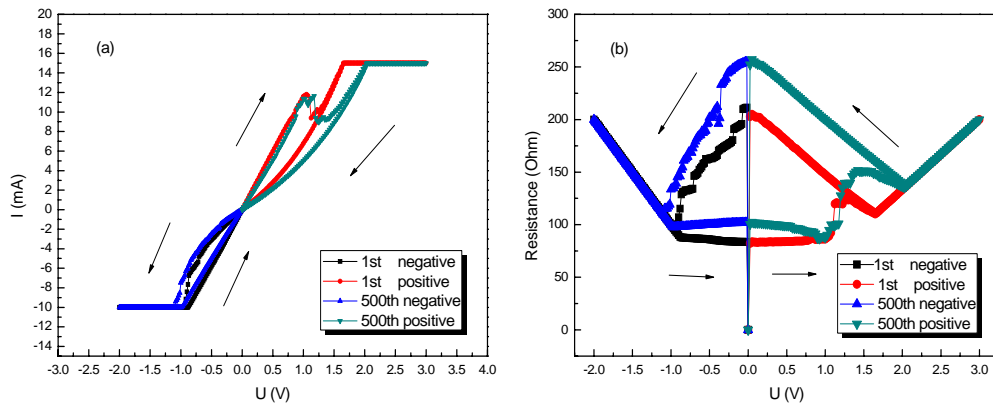 (a)
I (mA)
20
18
16
14
12
10
8
6
4
2
0
-2
-4
-6
-8
-10
-12
-14
1st negative
1st positive
500th negative
500th positive
-3.0 -2.5 -2.0 -1.5 -1.0 -0.5 0.0 0.5 1.0 1.5 2.0 2.5 3.0 3.5 4.0
U (V)
(b)
Resistance (Ohm)
300
250
200
150
100
50
0
1st negative
1st positive
500th negative
500th positive
-2.0 -1.5 -1.0 -0.5 0.0 0.5 1.0 1.5 2.0 2.5 3.0
U (V)